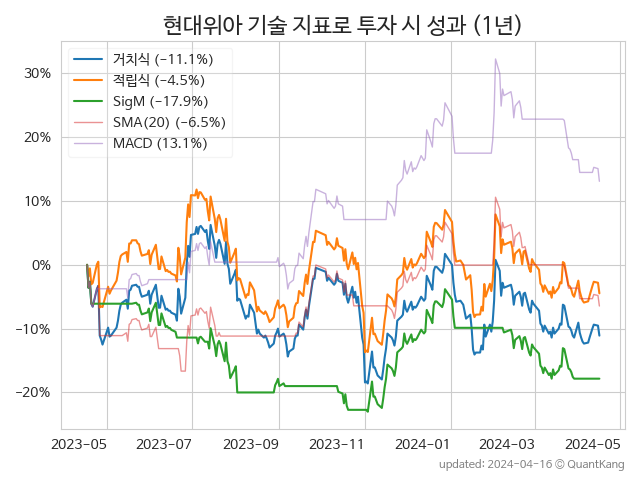 현대위아 기술 지표로 투자 시 성과 (1년)
거치식 (−11.1%)
적립식 (−4.5%)
SigM (−17.9%)
SMA(20) (−6.5%)
MACD (13.1%)
30%
20%
10%
0%
−10%
−20%
2023-05 2023-07 2023-09 2023-11 2024-01 2024-03 2024-05
updated: 2024-04-16 © QuantKang